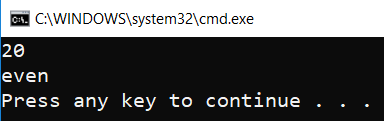 C:\WINDOWS\system32\cmd.exe
20
even
Press any key to continue . . .